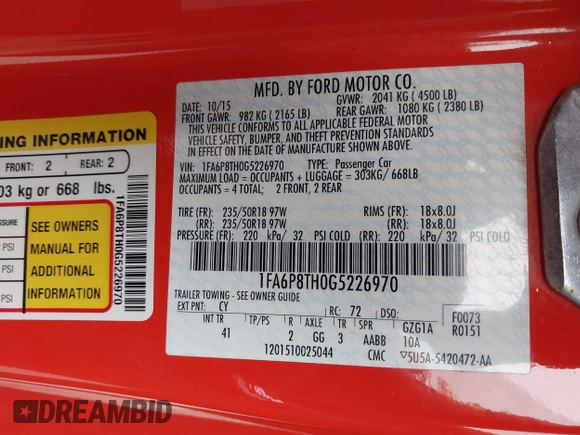 MFD. BY FORD MOTOR CO.
DATE: 10/15
GVWR: 2041 KG ( 4500 LB)
FRONT GAWR: 982 KG ( 2165 LB)
REAR GAWR: 1080 KG ( 2380 LB)
THIS VEHICLE CONFORMS TO ALL APPLICABLE FEDERAL MOTOR
VEHICLE SAFETY, BUMPER, AND THEFT PREVENTION STANDARDS
IN EFFECT ON THE DATE OF MANUFACTURE SHOWN ABOVE.
VIN: 1FA6P8TH0G5226970 TYPE: Passenger Car
MAXIMUM LOAD = OCCUPANTS + LUGGAGE = 303KG/ 668LB
OCCUPANTS = 4 TOTAL; 2 FRONT, 2 REAR
TIRE (FR): 235/50R18 97W RIMS (FR): 18x8.0J
(RR): 235/50R18 97W (RR): 18x8.0J
PRESSURE (FR): 220 kPa/ 32 PSI COLD (RR): 220 kPa/ 32 PSI COLD
1FA6P8TH0G5226970
TRAILER TOWING - SEE OWNER GUIDE
EXT PNT: CY RC: 72 DSO: F0073
INT TR TP/PS R AXLE TR SPR GZG1A R0151
41 2 GG 3 AABB 10A
1201510025044 CMC 5U5A-5420472-AA
ING INFORMATION
FRONT: 2 REAR: 2
03 kg or 668 lbs.
SEE OWNERS
MANUAL FOR
ADDITIONAL
INFORMATION
PSI
PSI
1FA6P8TH0G5226970
DREAMBID